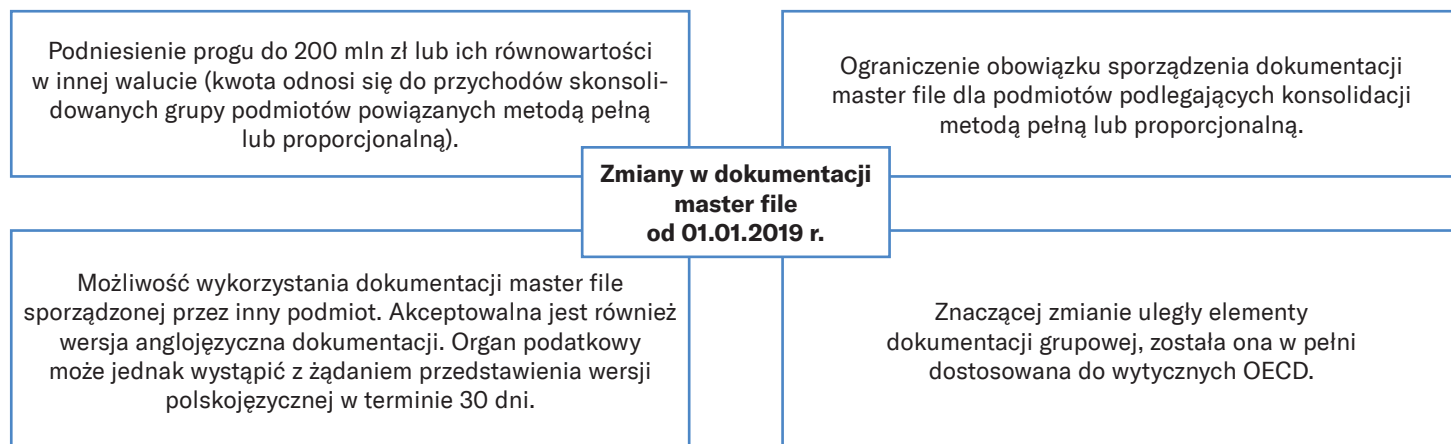 Podniesienie progu do 200 mln zł lub ich równowartości
w innej walucie (kwota odnosi się do przychodów skonsoli-
dowanych grupy podmiotów powiązanych metodą pełną
lub proporcjonalną).
Ograniczenie obowiązku sporządzenia dokumentacji
master file dla podmiotów podlegających konsolidacji
metodą pełną lub proporcjonalną.
Zmiany w dokumentacji
master file
od 01.01.2019 r.
Możliwość wykorzystania dokumentacji master file
sporządzonej przez inny podmiot. Akceptowalna jest również
wersja anglojęzyczna dokumentacji. Organ podatkowy
może jednak wystąpić z żądaniem przedstawienia wersji
polskojęzycznej w terminie 30 dni.
Znaczącej zmianie uległy elementy
dokumentacji grupowej, została ona w pełni
dostosowana do wytycznych OECD.